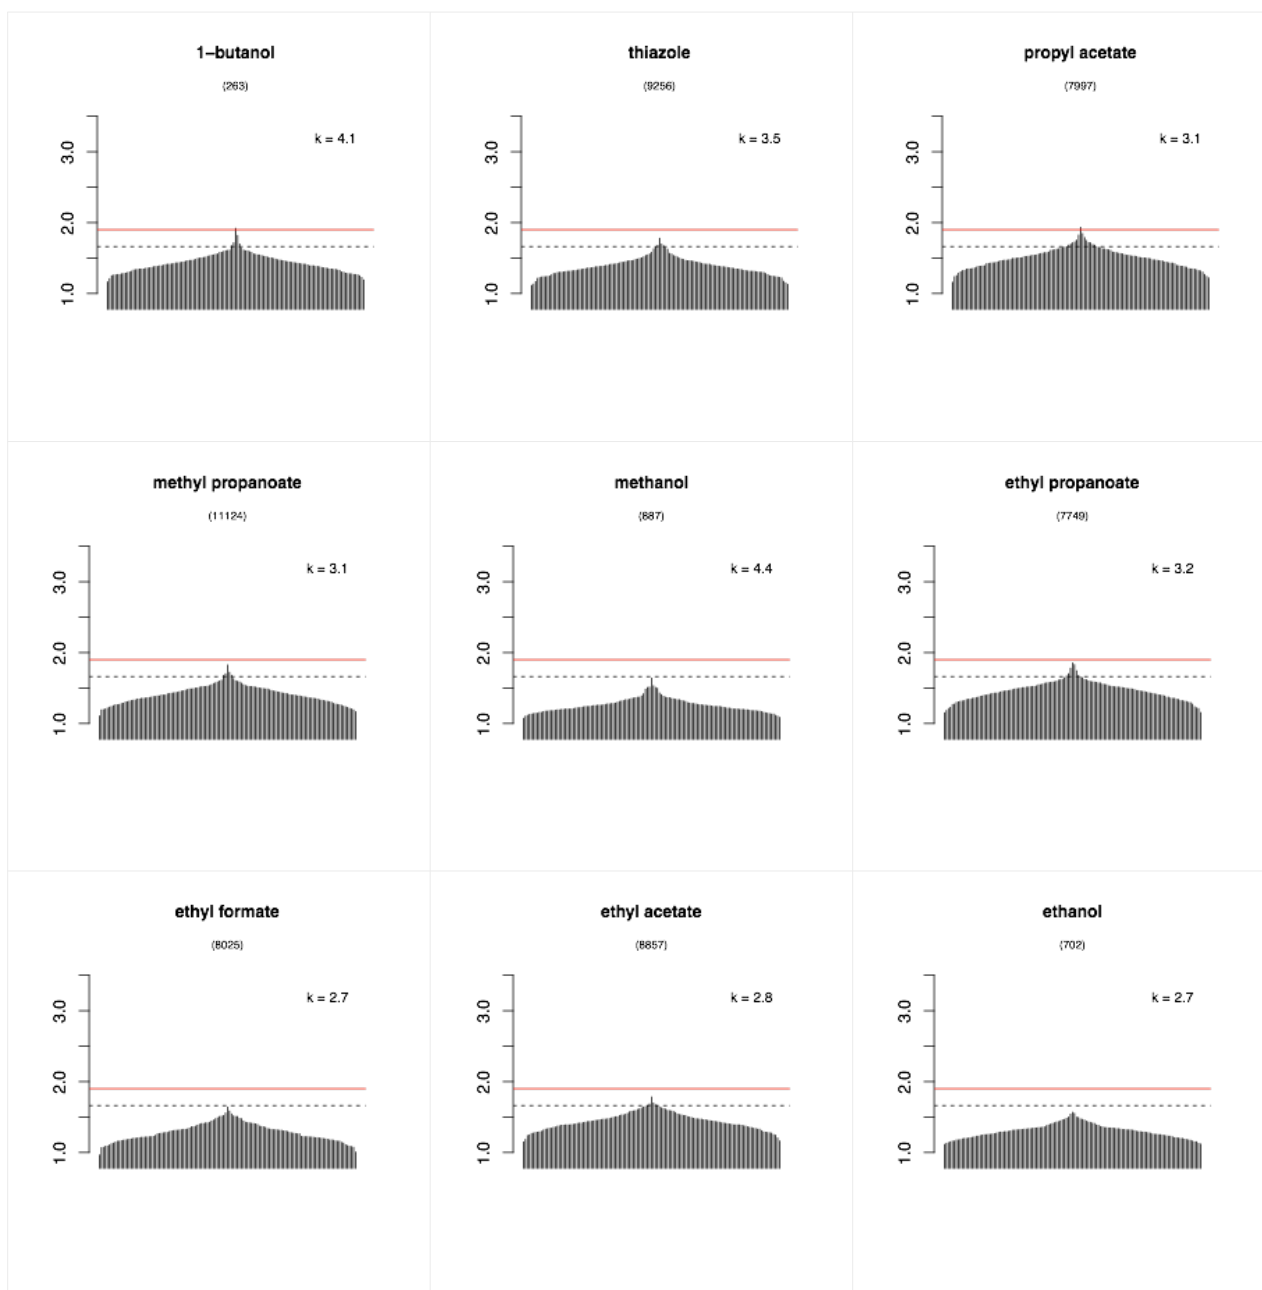 1–butanol
(263)
k = 4.1
3.0
2.0
1.0
thiazole
(9256)
k = 3.5
3.0
2.0
1.0
propyl acetate
(7997)
k = 3.1
3.0
2.0
1.0
methyl propanoate
(11124)
k = 3.1
3.0
2.0
1.0
methanol
(887)
k = 4.4
3.0
2.0
1.0
ethyl propanoate
(7749)
k = 3.2
3.0
2.0
1.0
ethyl formate
(8025)
k = 2.7
3.0
2.0
1.0
ethyl acetate
(8857)
k = 2.8
3.0
2.0
1.0
ethanol
(702)
k = 2.7
3.0
2.0
1.0